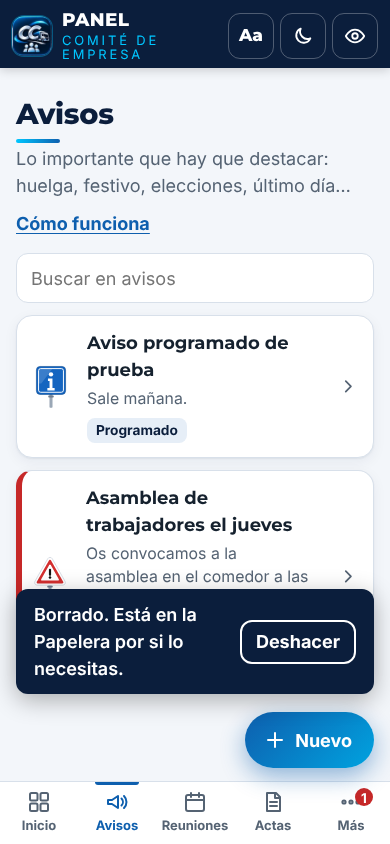 PANEL
COMITÉ DE
EMPRESA
Aa
Avisos
Lo importante que hay que destacar:
huelga, festivo, elecciones, último día...
Cómo funciona
Buscar en avisos
Aviso programado de
prueba
Sale mañana.
Programado
Asamblea de
trabajadores el jueves
Os convocamos a la
asamblea en el comedor a las
Borrado. Está en la
Papelera por si lo
necesitas.
Deshacer
Nuevo
1
Inicio
Avisos
Reuniones
Actas
Más